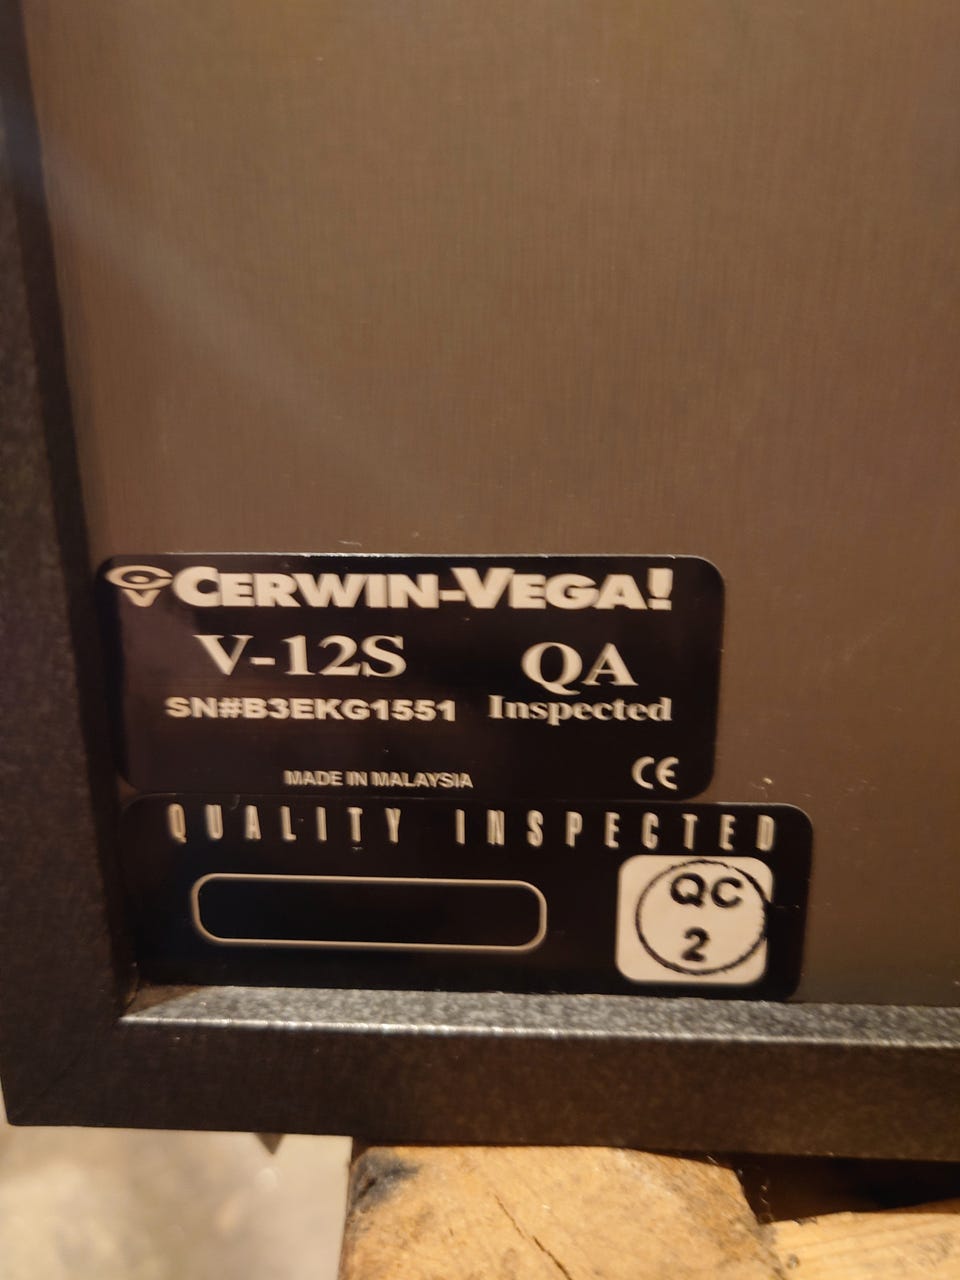 CERWIN-VEGA!
V-12S QA
SN#B3EKG1551 Inspected
MADE IN MALAYSIA CE
QUALITY INSPECTED
QC
2